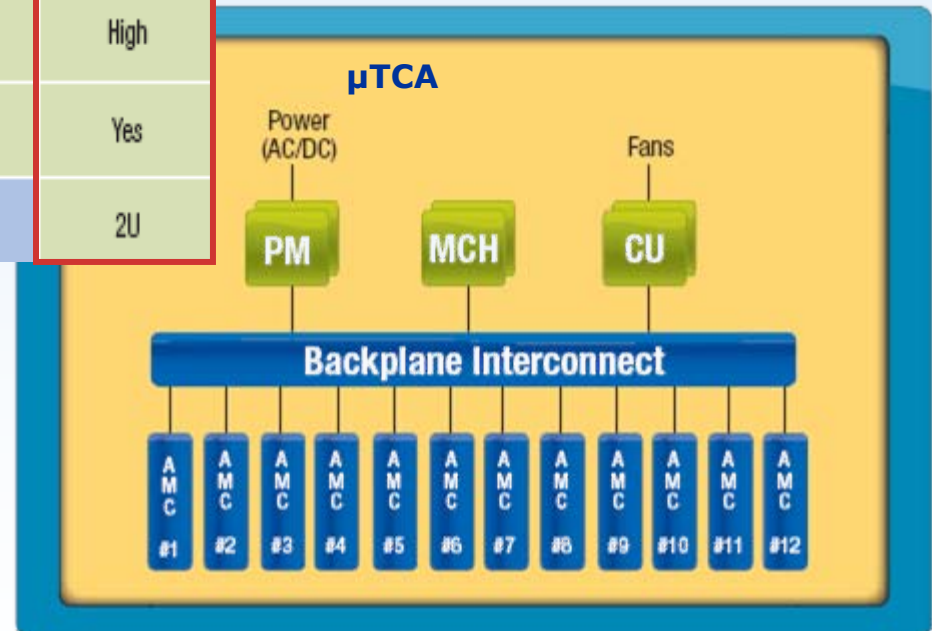 High
Yes
2U
µTCA
Power
(AC/DC)
Fans
PM
MCH
CU
Backplane Interconnect
AMC #1
AMC #2
AMC #3
AMC #4
AMC #5
AMC #6
AMC #7
AMC #8
AMC #9
AMC #10
AMC #11
AMC #12